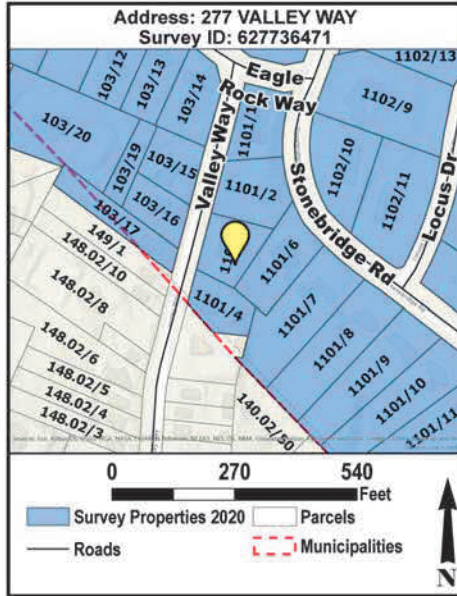 Address: 277 VALLEY WAY
Survey ID: 627736471
1102/13
103/12
103/13
103/14
Eagle
Rock Way
1102/9
103/20
103/19
103/15
Valley Way
1101/2
Stonebridge Rd
1102/10
1102/11
Locus Dr
103/16
103/17
149/1
148.02/10
1101/6
148.02/8
1101/4
1101/7
1101/8
148.02/6
1101/9
148.02/5
1101/10
148.02/4
140.02/50
1101/11
148.02/3
0 270 540
Feet
Survey Properties 2020
Parcels
Roads
Municipalities
N